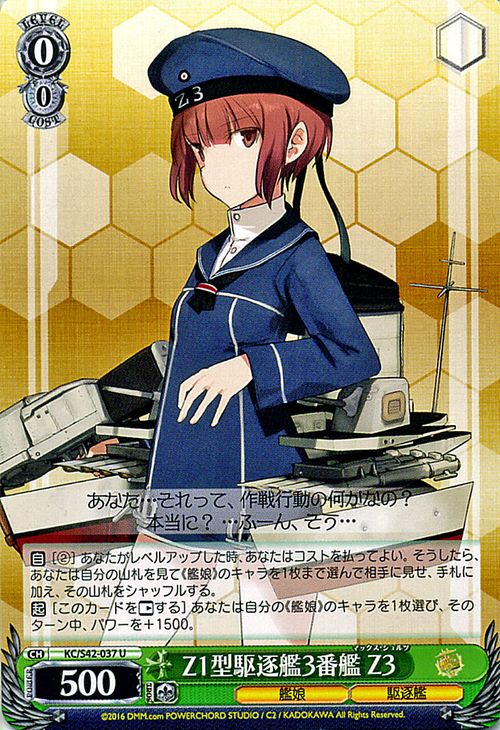 LEVEL
0
0
COST
Z3
あなた…それって、作戦行動の何かなの?
本当に? …ふーん、そう…
自 [②] あなたがレベルアップした時、あなたはコストを払ってよい。そうしたら、
あなたは自分の山札を見て《艦娘》のキャラを1枚まで選んで相手に見せ、手札に
加え、その山札をシャッフルする。
起 [このカードを する] あなたは自分の《艦娘》のキャラを1枚選び、その
ターン中、パワーを+1500。
CH KC/S42-037 U
マックス・シュルツ
Z1型駆逐艦3番艦 Z3
POWER
500
SOUL
艦娘 駆逐艦
©2016 DMM.com POWERCHORD STUDIO / C2 / KADOKAWA All Rights Reserved.